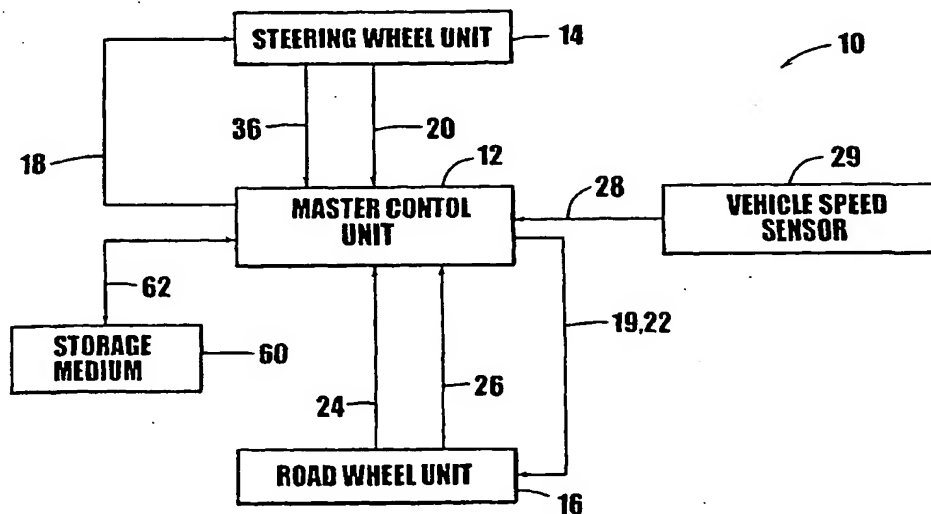 STEERING WHEEL UNIT
14
10
36
20
18
12
29
28
MASTER CONTOL
UNIT
VEHICLE SPEED
SENSOR
62
19,22
STORAGE
MEDIUM
60
24
26
ROAD WHEEL UNIT
16